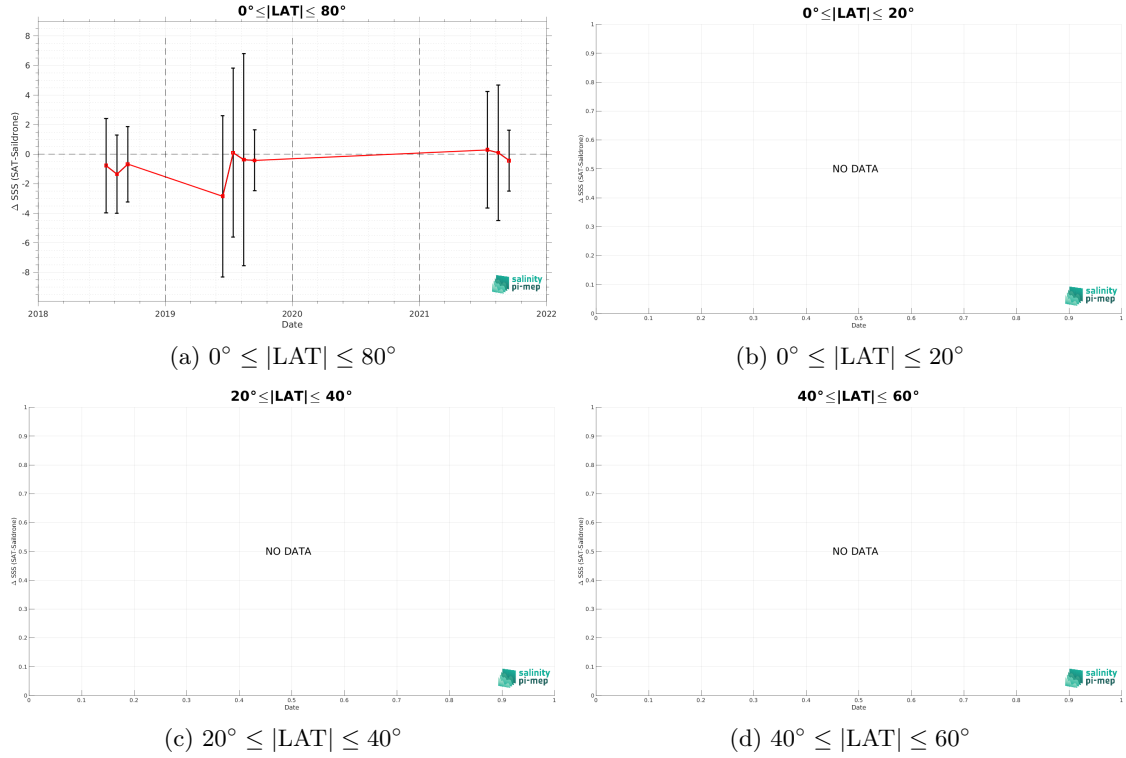 0°≤|LAT|≤ 80°
8
6
4
2
0
-2
-4
-6
-8
Δ SSS (SAT-Saildrone)
2018
2019
2020
2021
2022
Date
salinity
pi-mep
(a) 0° ≤ |LAT| ≤ 80°
0°≤|LAT|≤ 20°
1
0.9
0.8
0.7
0.6
0.5
0.4
0.3
0.2
0.1
0
Δ SSS (SAT-Saildrone)
NO DATA
0 0.1 0.2 0.3 0.4 0.5 0.6 0.7 0.8 0.9 1
Date
salinity
pi-mep
(b) 0° ≤ |LAT| ≤ 20°
20°≤|LAT|≤ 40°
1
0.9
0.8
0.7
0.6
0.5
0.4
0.3
0.2
0.1
0
Δ SSS (SAT-Saildrone)
NO DATA
0 0.1 0.2 0.3 0.4 0.5 0.6 0.7 0.8 0.9 1
Date
salinity
pi-mep
(c) 20° ≤ |LAT| ≤ 40°
40°≤|LAT|≤ 60°
1
0.9
0.8
0.7
0.6
0.5
0.4
0.3
0.2
0.1
0
Δ SSS (SAT-Saildrone)
NO DATA
0 0.1 0.2 0.3 0.4 0.5 0.6 0.7 0.8 0.9 1
Date
salinity
pi-mep
(d) 40° ≤ |LAT| ≤ 60°